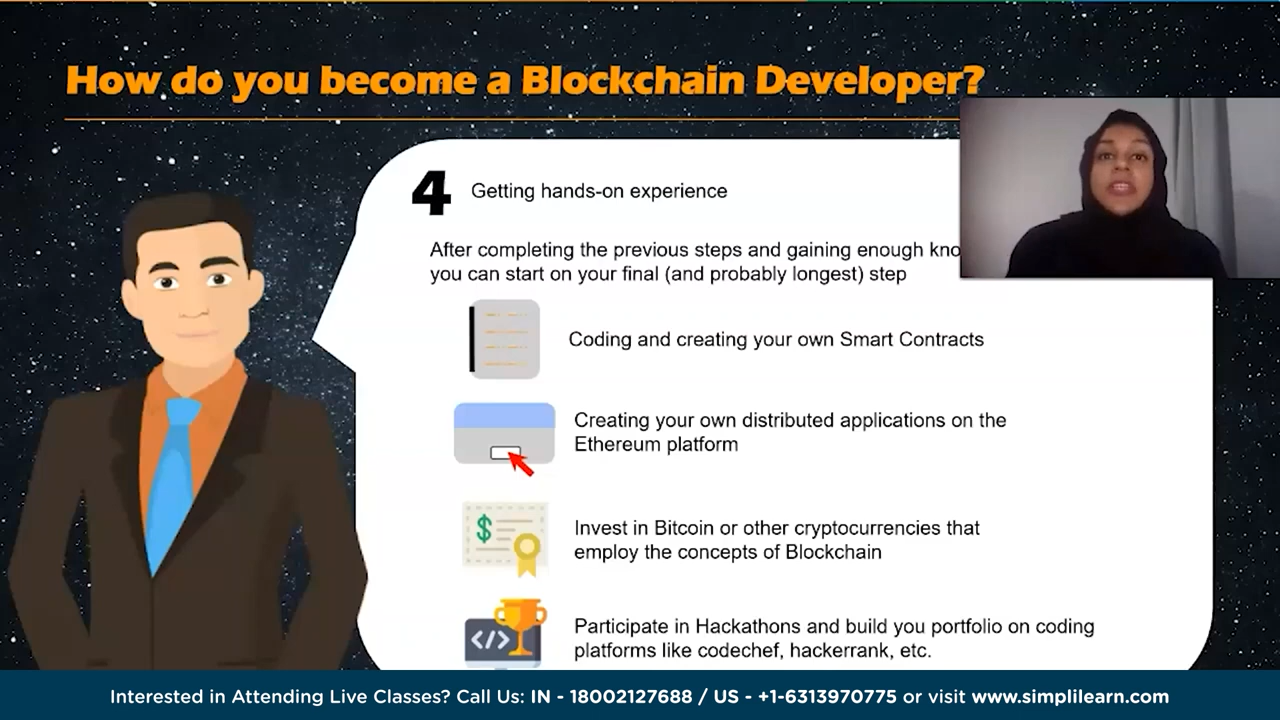 How do you become a Blockchain Developer?
4 Getting hands-on experience
After completing the previous steps and gaining enough
you can start on your final (and probably longest) step
Coding and creating your own Smart Contracts
Creating your own distributed applications on the
Ethereum platform
$
Invest in Bitcoin or other cryptocurrencies that
employ the concepts of Blockchain
</>
Participate in Hackathons and build you portfolio on coding
platforms like codechef, hackerrank, etc.
Interested in Attending Live Classes? Call Us: IN - 18002127688 / US - +1-6313970775 or visit www.simplilearn.com